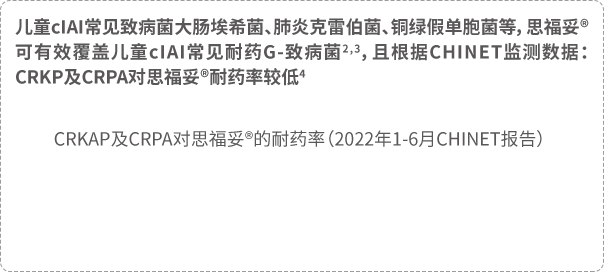 儿童cIAI常见致病菌大肠埃希菌、肺炎克雷伯菌、铜绿假单胞菌等，思福妥®
可有效覆盖儿童cIAI常见耐药G-致病菌2,3，且根据CHINET监测数据：
CRKP及CRPA对思福妥®耐药率较低4
CRKAP及CRPA对思福妥®的耐药率（2022年1-6月CHINET报告）